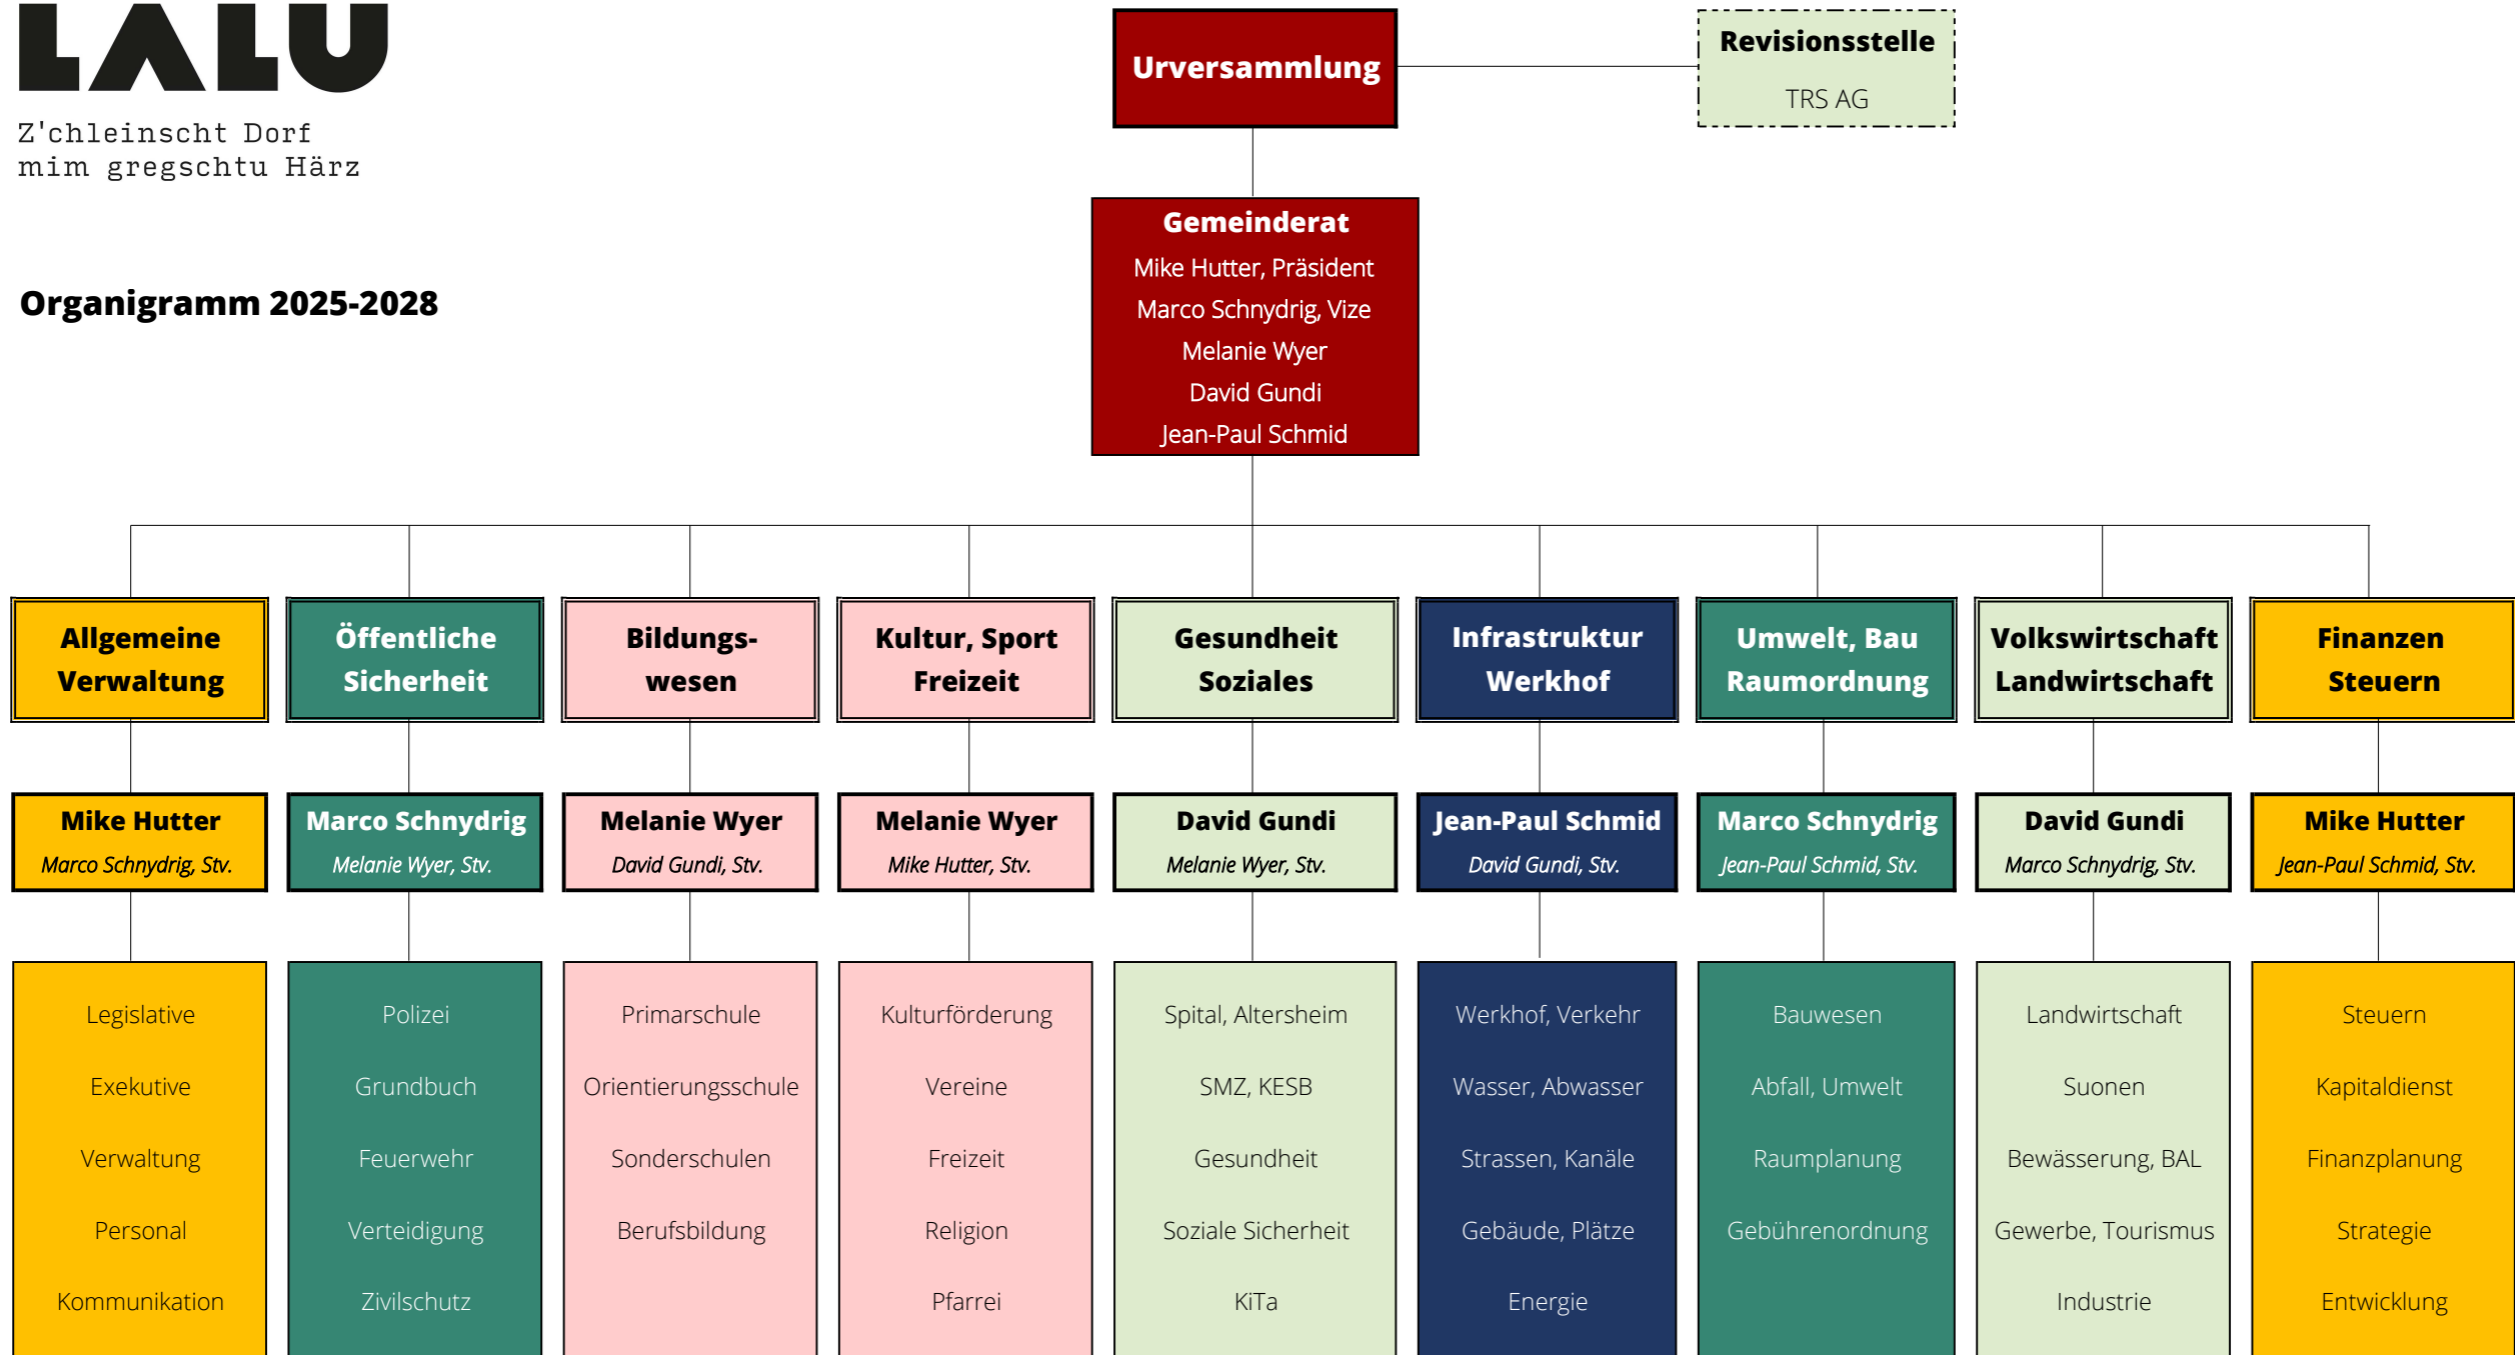 LALU
Z'chleinscht Dorf
mim gregschtu Härz
Organigramm 2025-2028
Urversammlung
Revisionsstelle
TRS AG
Gemeinderat
Mike Hutter, Präsident
Marco Schnydrig, Vize
Melanie Wyer
David Gundi
Jean-Paul Schmid
Allgemeine
Verwaltung
Mike Hutter
Marco Schnydrig, Stv.
Legislative
Exekutive
Verwaltung
Personal
Kommunikation
Öffentliche
Sicherheit
Marco Schnydrig
Melanie Wyer, Stv.
Polizei
Grundbuch
Feuerwehr
Verteidigung
Zivilschutz
Bildungs-
wesen
Melanie Wyer
David Gundi, Stv.
Primarschule
Orientierungsschule
Sonderschulen
Berufsbildung
Kultur, Sport
Freizeit
Melanie Wyer
Mike Hutter, Stv.
Kulturförderung
Vereine
Freizeit
Religion
Pfarrei
Gesundheit
Soziales
David Gundi
Melanie Wyer, Stv.
Spital, Altersheim
SMZ, KESB
Gesundheit
Soziale Sicherheit
KiTa
Infrastruktur
Werkhof
Jean-Paul Schmid
David Gundi, Stv.
Werkhof, Verkehr
Wasser, Abwasser
Strassen, Kanäle
Gebäude, Plätze
Energie
Umwelt, Bau
Raumordnung
Marco Schnydrig
Jean-Paul Schmid, Stv.
Bauwesen
Abfall, Umwelt
Raumplanung
Gebührenordnung
Volkswirtschaft
Landwirtschaft
David Gundi
Marco Schnydrig, Stv.
Landwirtschaft
Suonen
Bewässerung, BAL
Gewerbe, Tourismus
Industrie
Finanzen
Steuern
Mike Hutter
Jean-Paul Schmid, Stv.
Steuern
Kapitaldienst
Finanzplanung
Strategie
Entwicklung